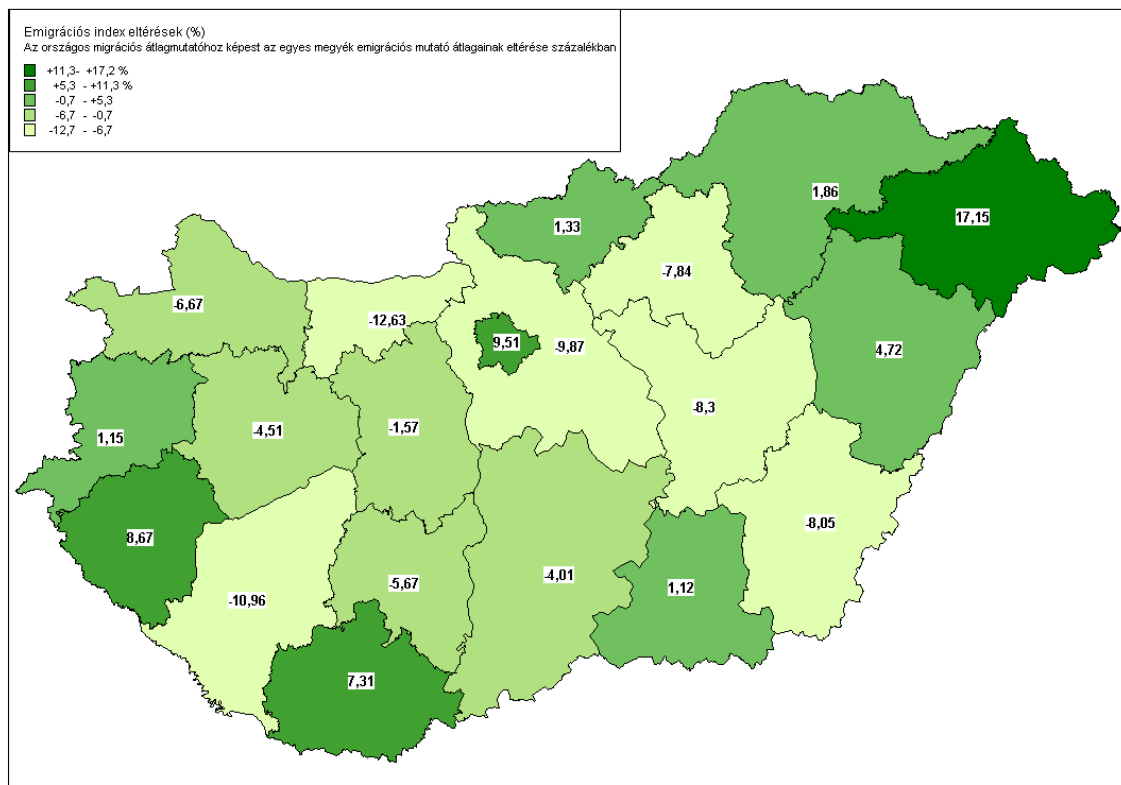 Emigrációs index eltérések (%)
Az országos migrációs átlagmutatóhoz képest az egyes megyék emigrációs mutató átlagainak eltérése százalékban
+11,3- +17,2 %
+5,3 - +11,3 %
-0,7 - +5,3
-6,7 - -0,7
-12,7 - -6,7
1,86
17,15
1,33
-7,84
-6,67
-12,63
9,51
-9,87
4,72
-8,3
1,15
-4,51
-1,57
8,67
-8,05
-10,96
-5,67
-4,01
1,12
7,31